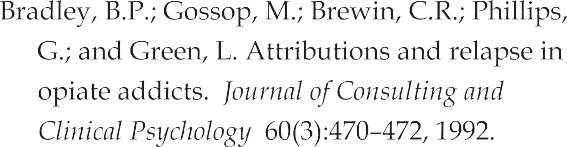 Bradley, B.P.; Gossop, M.; Brewin, C.R.; Phillips,
G.; and Green, L. Attributions and relapse in
opiate addicts. Journal of Consulting and
Clinical Psychology 60(3):470–472, 1992.